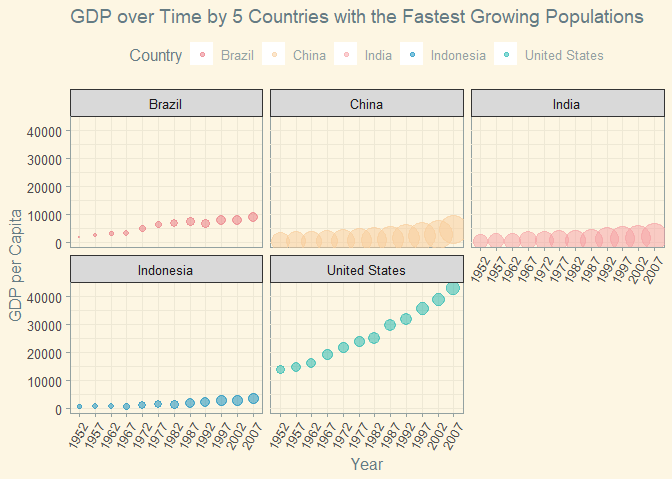 GDP over Time by 5 Countries with the Fastest Growing Populations
Country Brazil China India Indonesia United States
Brazil China India
40000
30000
20000
10000
0
1952 1957 1962 1967 1972 1977 1982 1987 1992 1997 2002 2007
Indonesia United States
40000
30000
20000
10000
0
1952 1957 1962 1967 1972 1977 1982 1987 1992 1997 2002 2007 1952 1957 1962 1967 1972 1977 1982 1987 1992 1997 2002 2007
GDP per Capita
Year